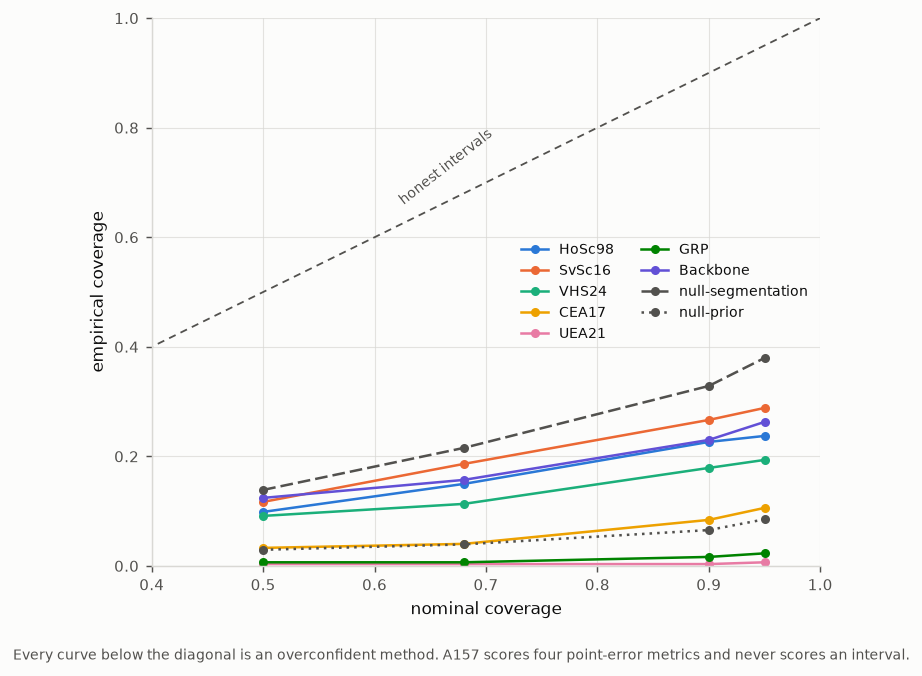 1.0
0.8
0.6
0.4
0.2
0.0
empirical coverage
honest intervals
HoSc98
SvSc16
VHS24
CEA17
UEA21
GRP
Backbone
null-segmentation
null-prior
0.4 0.5 0.6 0.7 0.8 0.9 1.0
nominal coverage
Every curve below the diagonal is an overconfident method. A157 scores four point-error metrics and never scores an interval.